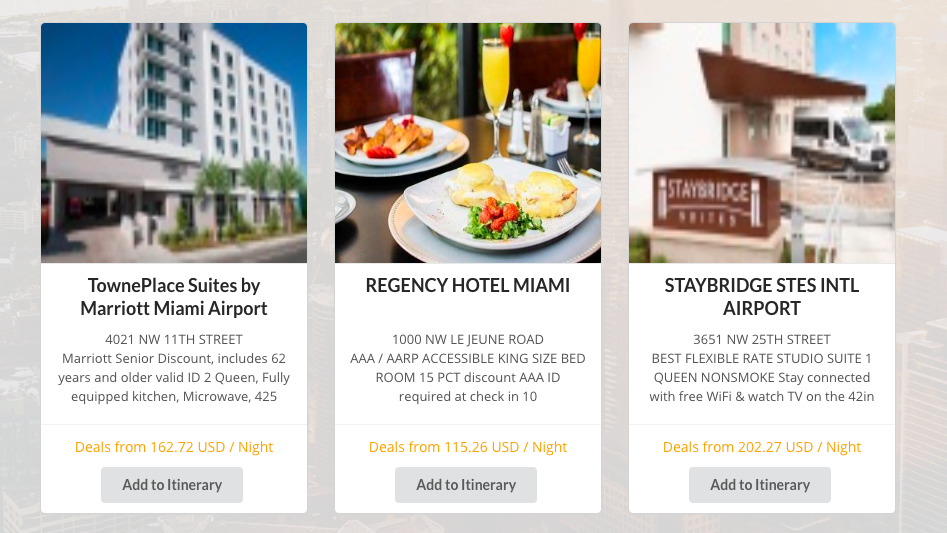 STAYBRIDGE
SUITES
TownePlace Suites by
Marriott Miami Airport
4021 NW 11TH STREET
Marriott Senior Discount, includes 62
years and older valid ID 2 Queen, Fully
equipped kitchen, Microwave, 425
Deals from 162.72 USD / Night
Add to Itinerary
REGENCY HOTEL MIAMI
1000 NW LE JEUNE ROAD
AAA / AARP ACCESSIBLE KING SIZE BED
ROOM 15 PCT discount AAA ID
required at check in 10
Deals from 115.26 USD / Night
Add to Itinerary
STAYBRIDGE STES INTL
AIRPORT
3651 NW 25TH STREET
BEST FLEXIBLE RATE STUDIO SUITE 1
QUEEN NONSMOKE Stay connected
with free WiFi & watch TV on the 42in
Deals from 202.27 USD / Night
Add to Itinerary